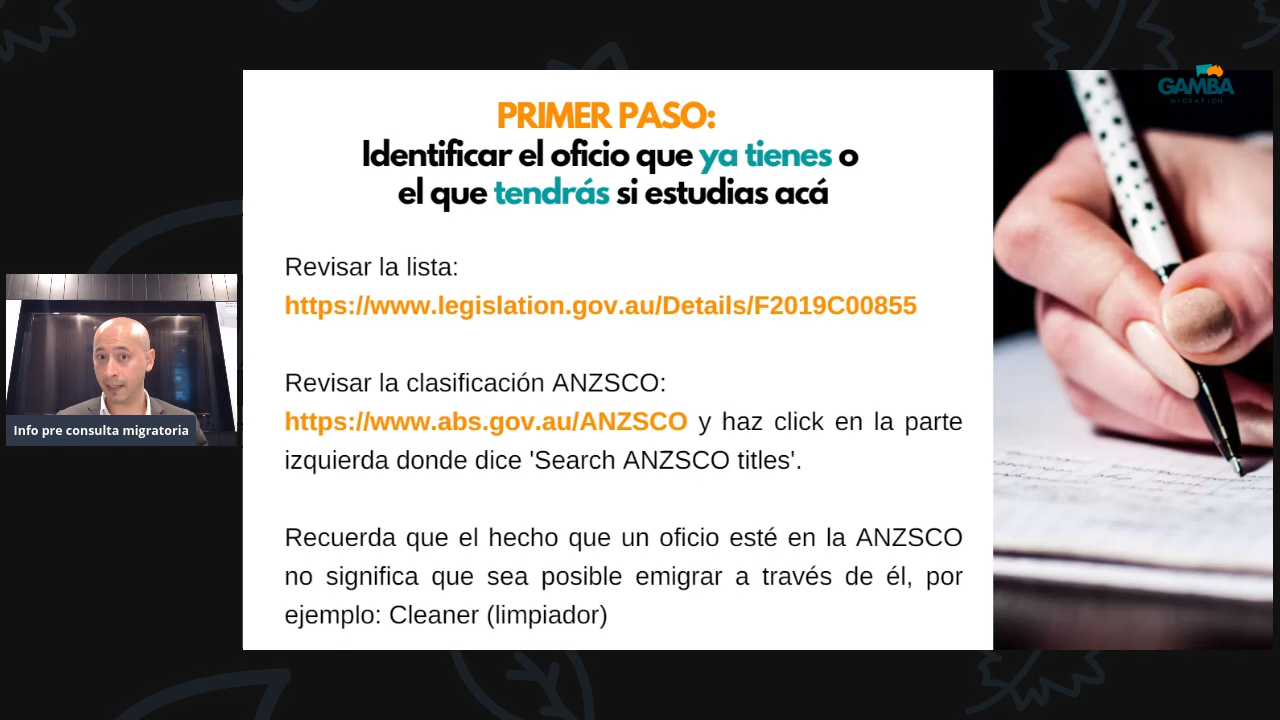 GAMBA
MIGRATION
PRIMER PASO:
Identificar el oficio que ya tienes o
el que tendrás si estudias acá
Revisar la lista:
https://www.legislation.gov.au/Details/F2019C00855
Revisar la clasificación ANZSCO:
https://www.abs.gov.au/ANZSCO y haz click en la parte
izquierda donde dice 'Search ANZSCO titles'.
Recuerda que el hecho que un oficio esté en la ANZSCO
no significa que sea posible emigrar a través de él, por
ejemplo: Cleaner (limpiador)
Info pre consulta migratoria